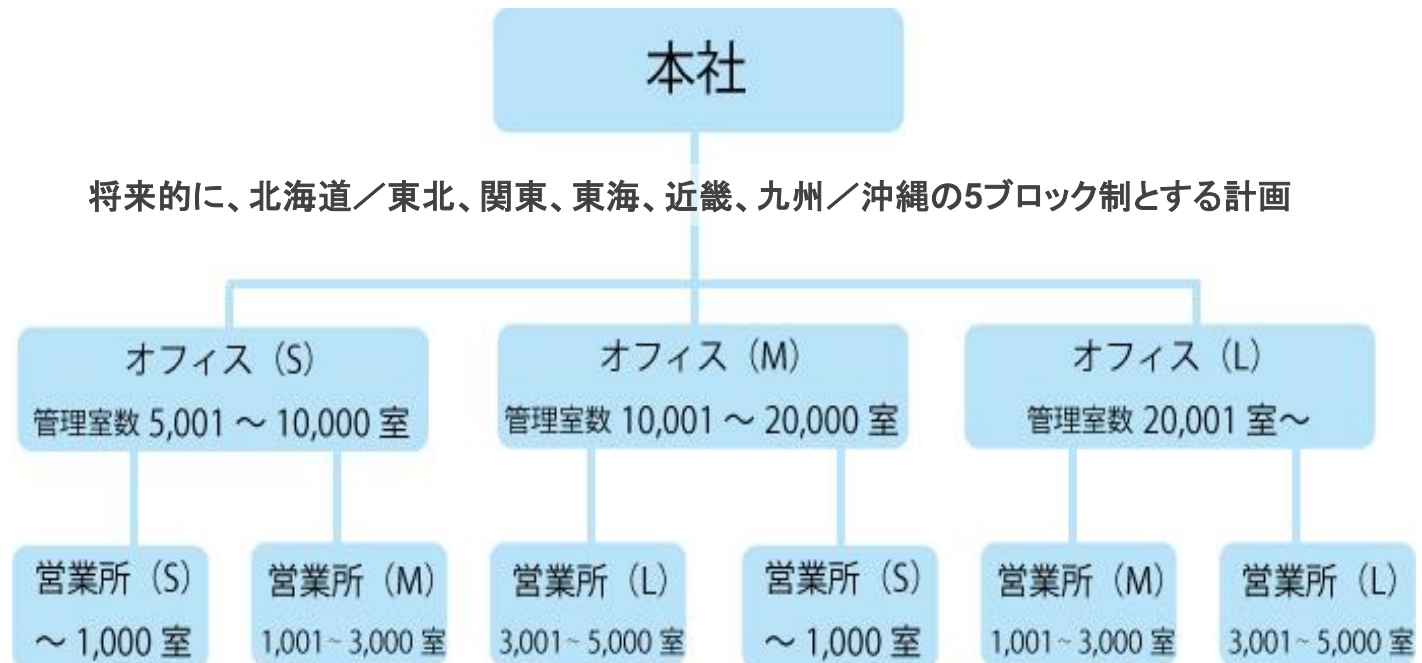 本社
将来的に、北海道／東北、関東、東海、近畿、九州／沖縄の5ブロック制とする計画
オフィス（S）
管理室数 5,001 ～ 10,000 室
オフィス（M）
管理室数 10,001 ～ 20,000 室
オフィス（L）
管理室数 20,001 室～
営業所（S）
～ 1,000 室
営業所（M）
1,001 ~ 3,000 室
営業所（L）
3,001 ~ 5,000 室
営業所（S）
～ 1,000 室
営業所（M）
1,001 ~ 3,000 室
営業所（L）
3,001 ~ 5,000 室